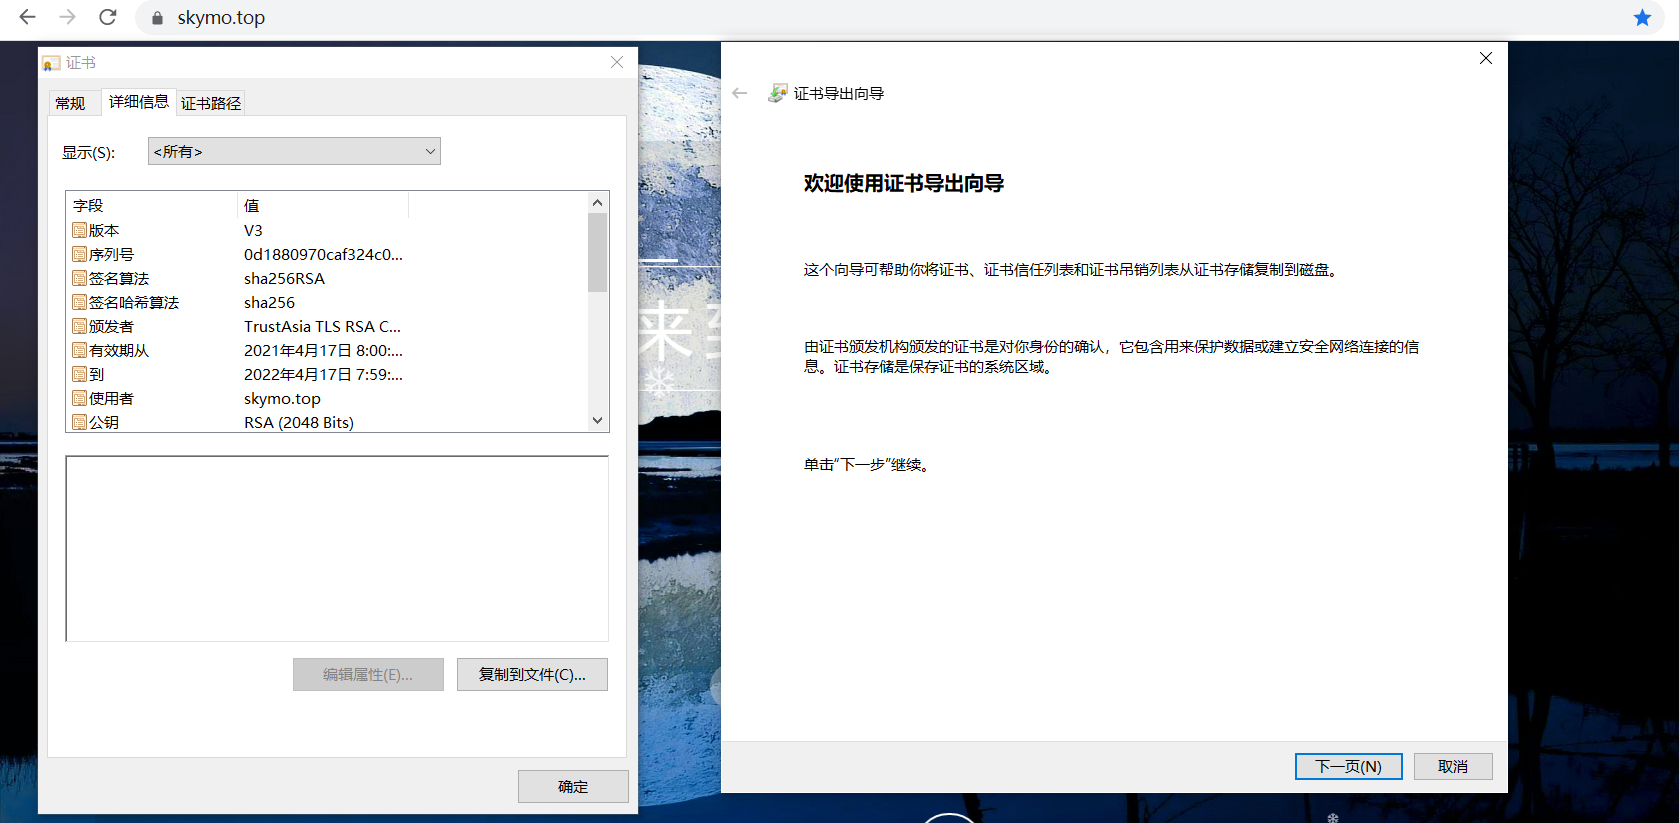 skymo.top
证书
常规 详细信息 证书路径
显示(S): <所有>
字段 值
版本 V3
序列号 0d1880970caf324c0...
签名算法 sha256RSA
签名哈希算法 sha256
颁发者 TrustAsia TLS RSA C...
有效期从 2021年4月17日 8:00:...
到 2022年4月17日 7:59:...
使用者 skymo.top
公钥 RSA (2048 Bits)
编辑属性(E)... 复制到文件(C)...
确定
来到
证书导出向导
欢迎使用证书导出向导
这个向导可帮助你将证书、证书信任列表和证书吊销列表从证书存储复制到磁盘。
由证书颁发机构颁发的证书是对你身份的确认，它包含用来保护数据或建立安全网络连接的信
息。证书存储是保存证书的系统区域。
单击“下一步”继续。
下一页(N) 取消